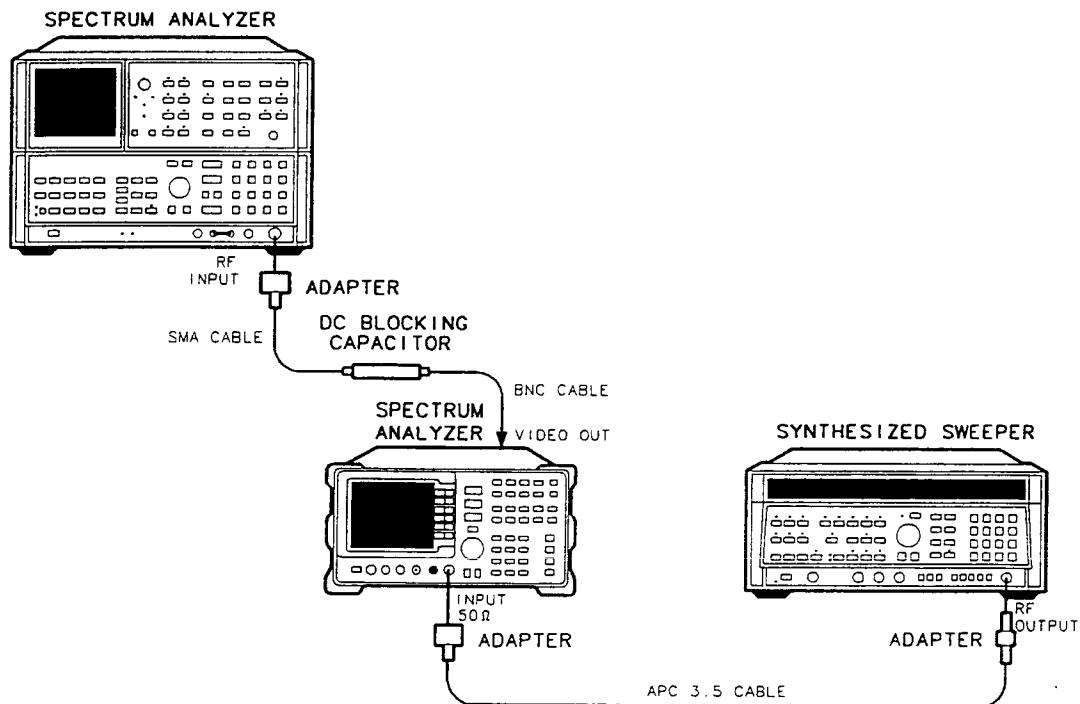 SPECTRUM ANALYZER
RF
INPUT
ADAPTER
SMA CABLE
DC BLOCKING
CAPACITOR
BNC CABLE
SPECTRUM
ANALYZER
VIDEO OUT
SYNTHESIZED SWEEPER
INPUT
50Ω
ADAPTER
RF
OUTPUT
ADAPTER
APC 3.5 CABLE